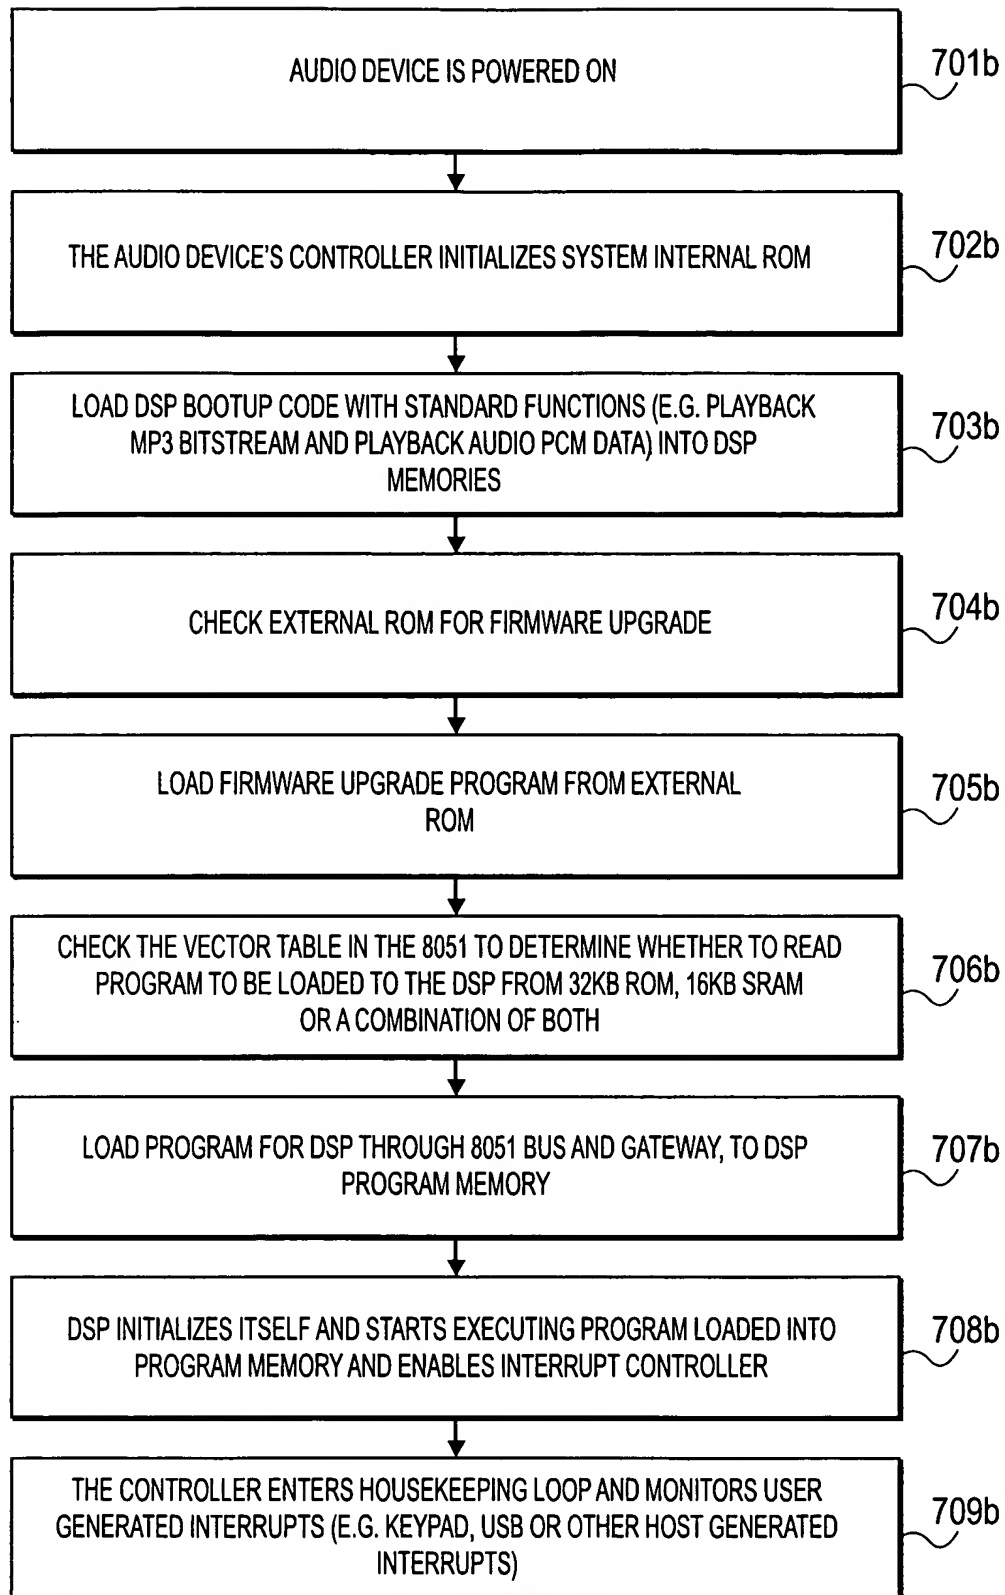 AUDIO DEVICE IS POWERED ON
701b
THE AUDIO DEVICE'S CONTROLLER INITIALIZES SYSTEM INTERNAL ROM
702b
LOAD DSP BOOTUP CODE WITH STANDARD FUNCTIONS (E.G. PLAYBACK
MP3 BITSTREAM AND PLAYBACK AUDIO PCM DATA) INTO DSP
MEMORIES
703b
CHECK EXTERNAL ROM FOR FIRMWARE UPGRADE
704b
LOAD FIRMWARE UPGRADE PROGRAM FROM EXTERNAL
ROM
705b
CHECK THE VECTOR TABLE IN THE 8051 TO DETERMINE WHETHER TO READ
PROGRAM TO BE LOADED TO THE DSP FROM 32KB ROM, 16KB SRAM
OR A COMBINATION OF BOTH
706b
LOAD PROGRAM FOR DSP THROUGH 8051 BUS AND GATEWAY, TO DSP
PROGRAM MEMORY
707b
DSP INITIALIZES ITSELF AND STARTS EXECUTING PROGRAM LOADED INTO
PROGRAM MEMORY AND ENABLES INTERRUPT CONTROLLER
708b
THE CONTROLLER ENTERS HOUSEKEEPING LOOP AND MONITORS USER
GENERATED INTERRUPTS (E.G. KEYPAD, USB OR OTHER HOST GENERATED
INTERRUPTS)
709b